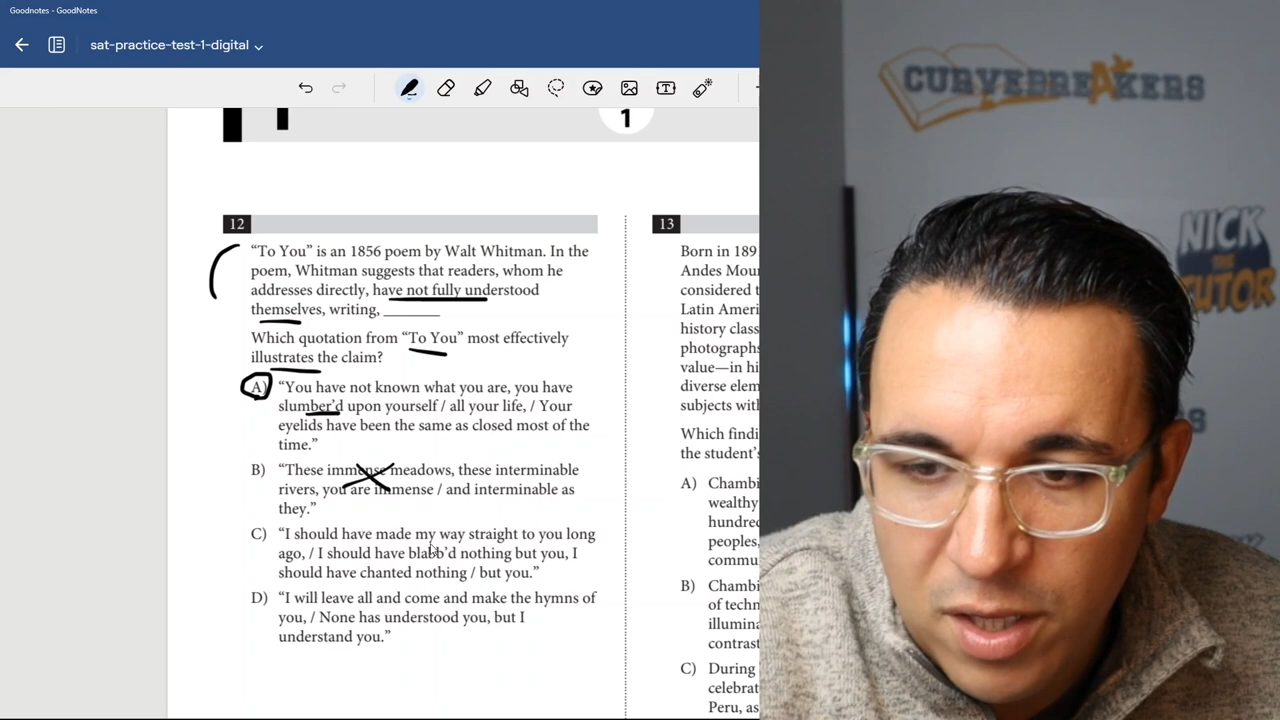 Goodnotes - GoodNotes
sat-practice-test-1-digital
1
12
“To You” is an 1856 poem by Walt Whitman. In the
poem, Whitman suggests that readers, whom he
addresses directly, have not fully understood
themselves, writing, ________
Which quotation from “To You” most effectively
illustrates the claim?
A) “You have not known what you are, you have
slumber’d upon yourself / all your life, / Your
eyelids have been the same as closed most of the
time.”
B) “These immense meadows, these interminable
rivers, you are immense / and interminable as
they.”
C) “I should have made my way straight to you long
ago, / I should have blabb’d nothing but you, I
should have chanted nothing / but you.”
D) “I will leave all and come and make the hymns of
you, / None has understood you, but I
understand you.”
13
Born in 189
Andes Moun
considered t
Latin Ameri
history class
photographs
value—in hi
diverse elem
subjects with
Which findi
the student’s
A) Chambi
wealthy
hundred
peoples,
commu
B) Chambi
of techn
illumina
contrast
C) During
celebrat
Peru, as
CURVEBREAKERS
NICK
THE
TUTOR